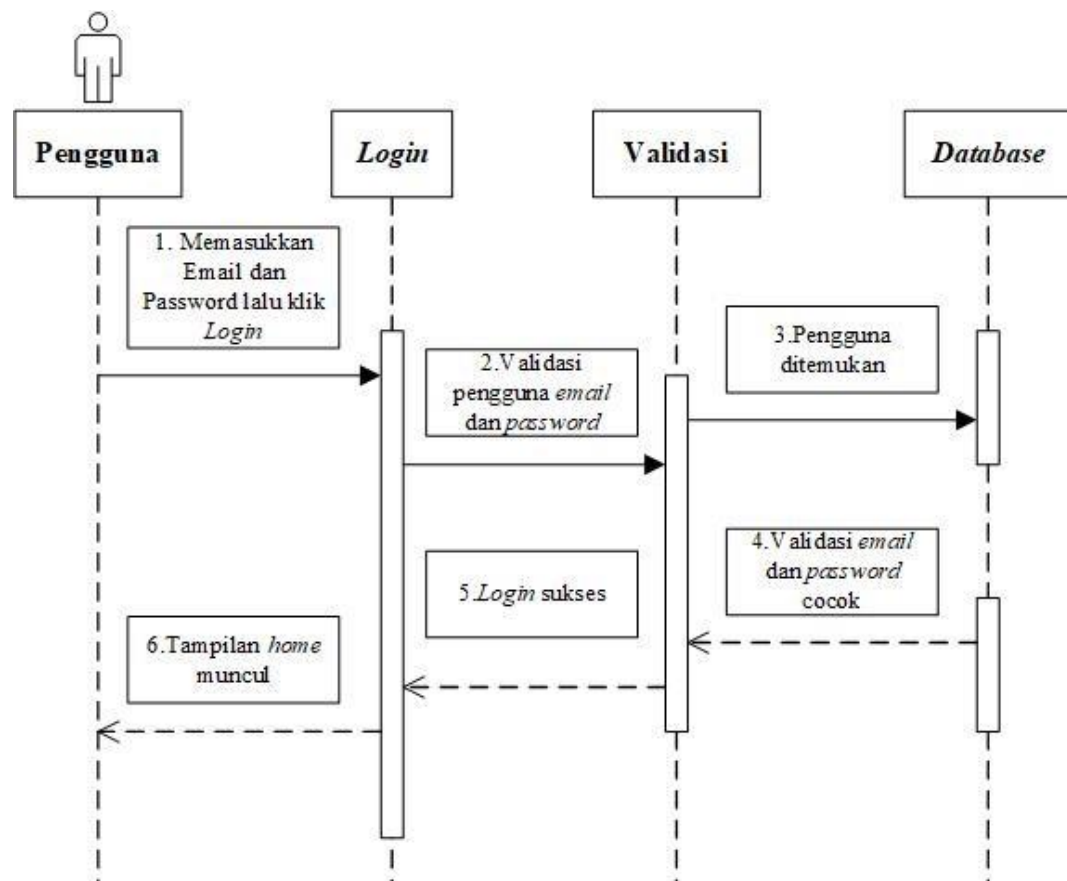 Pengguna
Login
Validasi
Database
1. Memasukkan
Email dan
Password lalu klik
Login
2.Validasi
pengguna email
dan password
3.Pengguna
ditemukan
4.Validasi email
dan password
cocok
5.Login sukses
6.Tampilan home
muncul